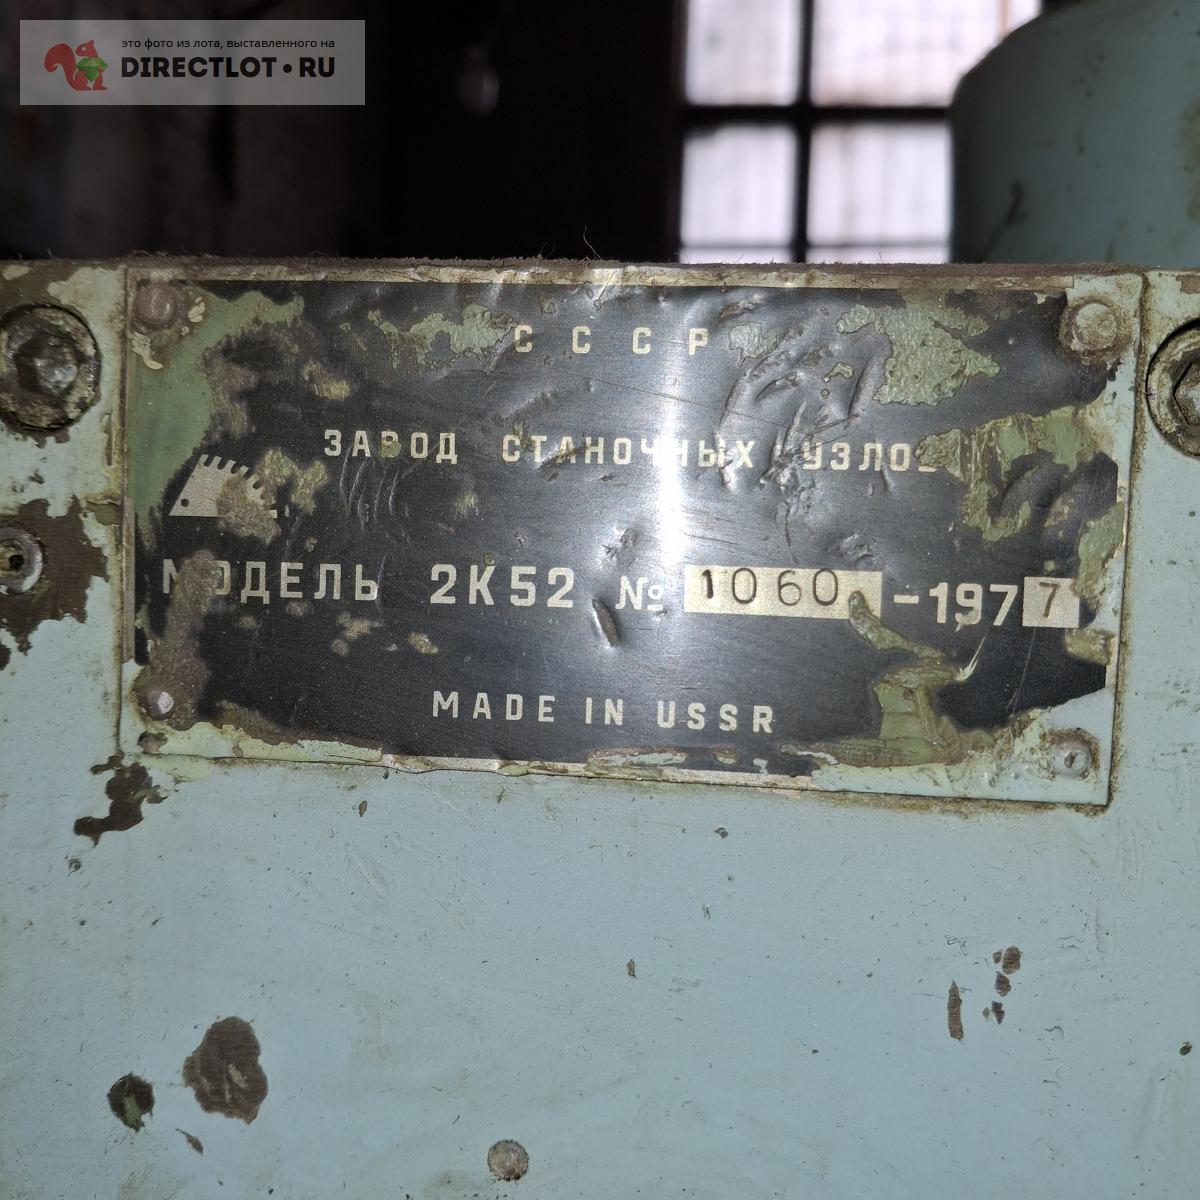 это фото из лота, выставленного на
DIRECTLOT.RU
СССР
ЗАВОД СТАНОЧНЫХ УЗЛОВ
МОДЕЛЬ 2К52 № 1060 -1977
MADE IN USSR